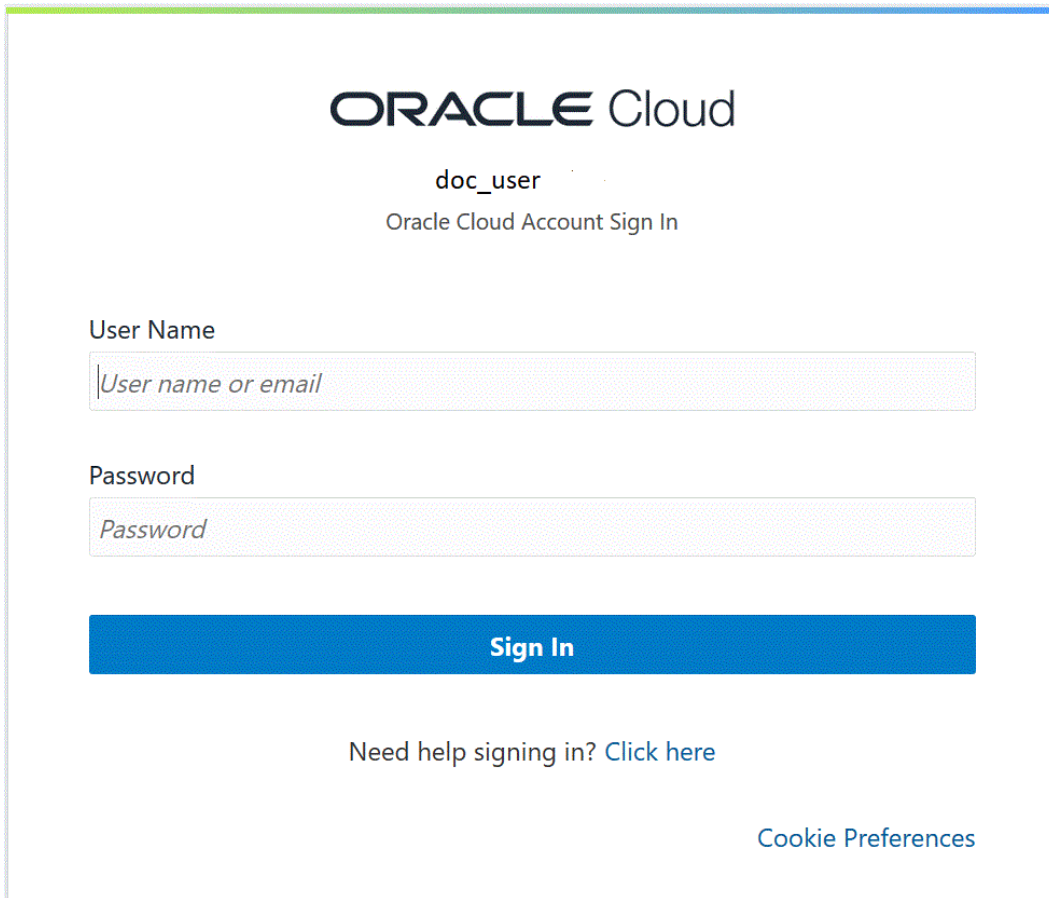 ORACLE Cloud
doc_user
Oracle Cloud Account Sign In
User Name
User name or email
Password
Password
Sign In
Need help signing in? Click here
Cookie Preferences